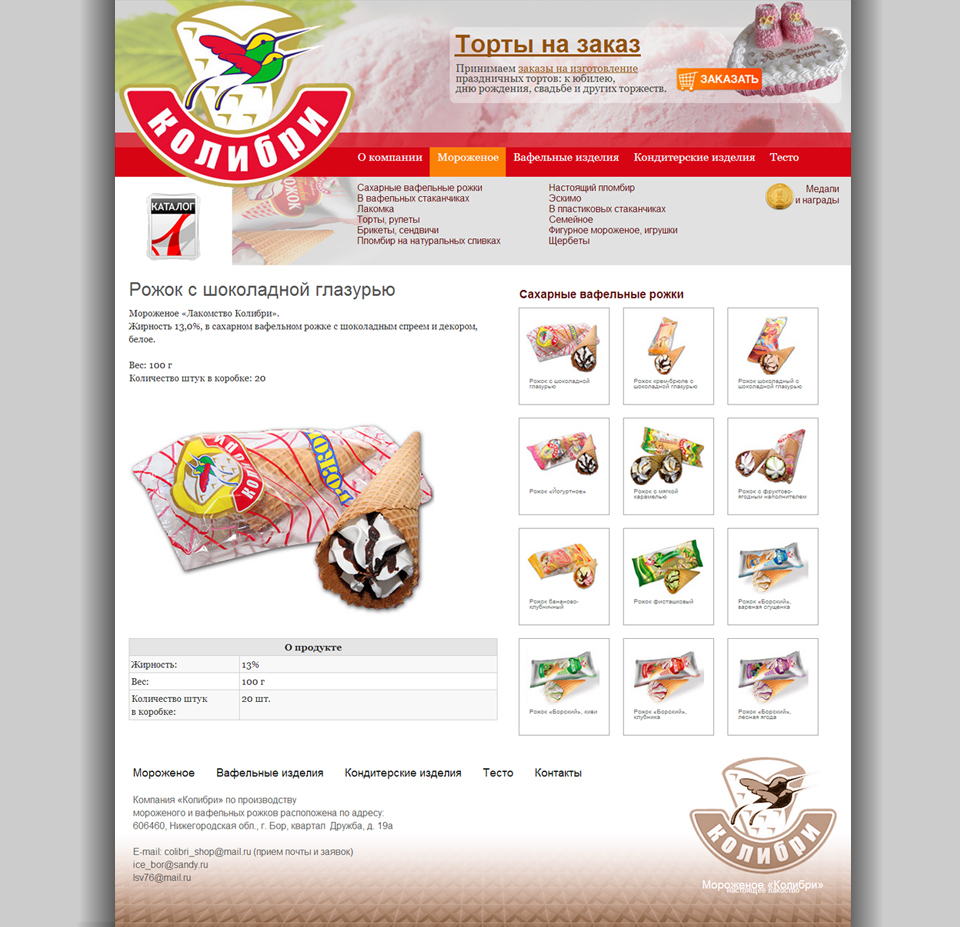 КОЛИБРИ
Торты на заказ
Принимаем заказы на изготовление
праздничных тортов: к юбилею,
дню рождения, свадьбе и других торжеств.
ЗАКАЗАТЬ
О компании
Мороженое
Вафельные изделия
Кондитерские изделия
Тесто
КАТАЛОГ
РОЖОК
Сахарные вафельные рожки
В вафельных стаканчиках
Лакомка
Торты, рулеты
Брикеты, сендвичи
Пломбир на натуральных сливках
Настоящий пломбир
Эскимо
В пластиковых стаканчиках
Семейное
Фигурное мороженое, игрушки
Щербеты
Медали
и награды
Рожок с шоколадной глазурью
Мороженое «Лакомство Колибри».
Жирность 13,0%, в сахарном вафельном рожке с шоколадным спреем и декором,
белое.
Вес: 100 г
Количество штук в коробке: 20
О продукте
Жирность: 13%
Вес: 100 г
Количество штук 20 шт.
в коробке:
Сахарные вафельные рожки
Рожок с шоколадной
глазурью
Рожок крем-брюле с
шоколадной глазурью
Рожок шоколадный с
шоколадной глазурью
Рожок «Йогуртное»
Рожок с мягкой
карамелью
Рожок с фруктово-
ягодным наполнителем
Рожок бананово-
клубничный
Рожок фисташковый
Рожок «Борский»,
вареная сгущенка
Рожок «Борский», киви
Рожок «Борский»,
клубника
Рожок «Борский»,
лесная ягода
Мороженое
Вафельные изделия
Кондитерские изделия
Тесто
Контакты
Компания «Колибри» по производству
мороженого и вафельных рожков расположена по адресу:
606460, Нижегородская обл., г. Бор, квартал Дружба, д. 19а
E-mail: colibri_shop@mail.ru (прием почты и заявок)
ice_bor@sandy.ru
lsv76@mail.ru
КОЛИБРИ
Мороженое «Колибри»
настоящее лакомство